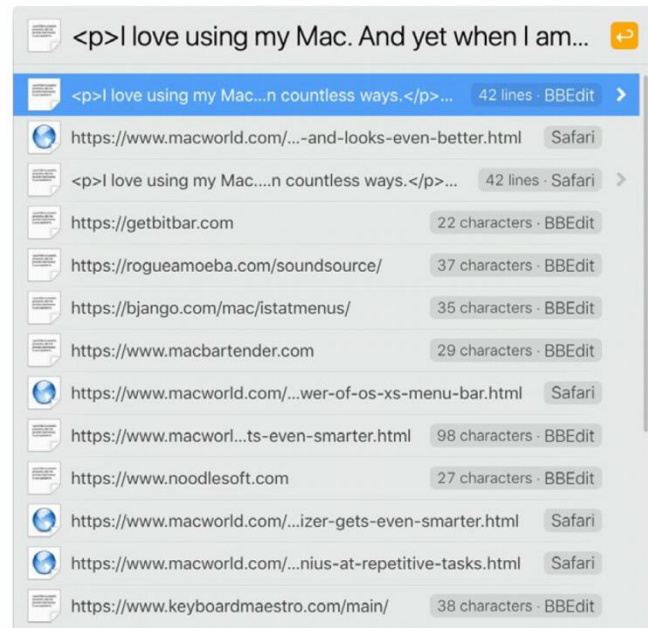 <p>I love using my Mac. And yet when I am...
<p>I love using my Mac...n countless ways.</p>... 42 lines · BBEdit
https://www.macworld.com/...-and-looks-even-better.html Safari
<p>I love using my Mac....n countless ways.</p>... 42 lines · Safari
https://getbitbar.com 22 characters · BBEdit
https://rogueamoeba.com/soundsource/ 37 characters · BBEdit
https://bjango.com/mac/istatmenus/ 35 characters · BBEdit
https://www.macbartender.com 29 characters · BBEdit
https://www.macworld.com/...wer-of-os-xs-menu-bar.html Safari
https://www.macworl...ts-even-smarter.html 98 characters · BBEdit
https://www.noodlesoft.com 27 characters · BBEdit
https://www.macworld.com/...izer-gets-even-smarter.html Safari
https://www.macworld.com/...nius-at-repetitive-tasks.html Safari
https://www.keyboardmaestro.com/main/ 38 characters · BBEdit